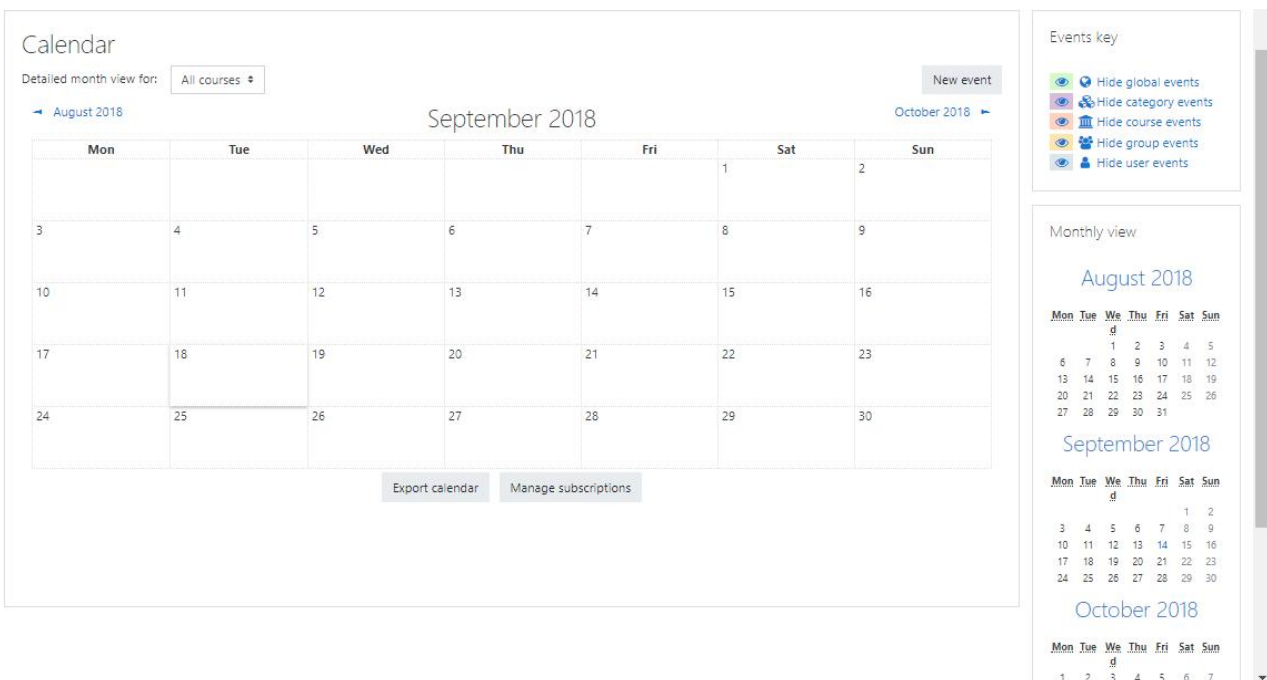 Calendar
Detailed month view for: All courses New event
August 2018 September 2018 October 2018
Mon Tue Wed Thu Fri Sat Sun
1 2
3 4 5 6 7 8 9
10 11 12 13 14 15 16
17 18 19 20 21 22 23
24 25 26 27 28 29 30
Export calendar Manage subscriptions
Events key
Hide global events
Hide category events
Hide course events
Hide group events
Hide user events
Monthly view
August 2018
Mon Tue We Thu Fri Sat Sun
d
1 2 3 4 5
6 7 8 9 10 11 12
13 14 15 16 17 18 19
20 21 22 23 24 25 26
27 28 29 30 31
September 2018
Mon Tue We Thu Fri Sat Sun
d
1 2
3 4 5 6 7 8 9
10 11 12 13 14 15 16
17 18 19 20 21 22 23
24 25 26 27 28 29 30
October 2018
Mon Tue We Thu Fri Sat Sun
d
1 2 3 4 5 6 7